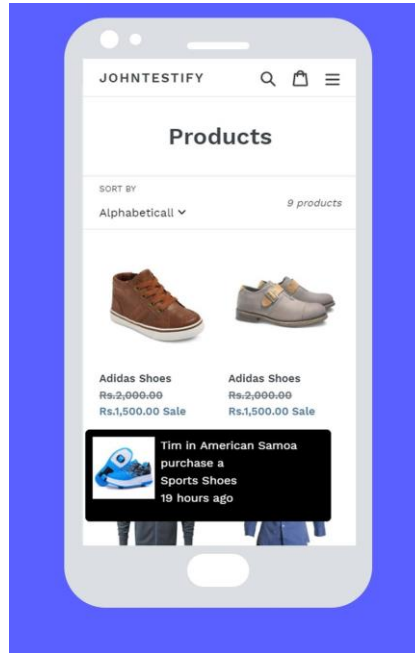 JOHNTESTIFY
Products
SORT BY
Alphabeticall
9 products
Adidas Shoes
Rs.2,000.00
Rs.1,500.00 Sale
Adidas Shoes
Rs.2,000.00
Rs.1,500.00 Sale
Tim in American Samoa
purchase a
Sports Shoes
19 hours ago